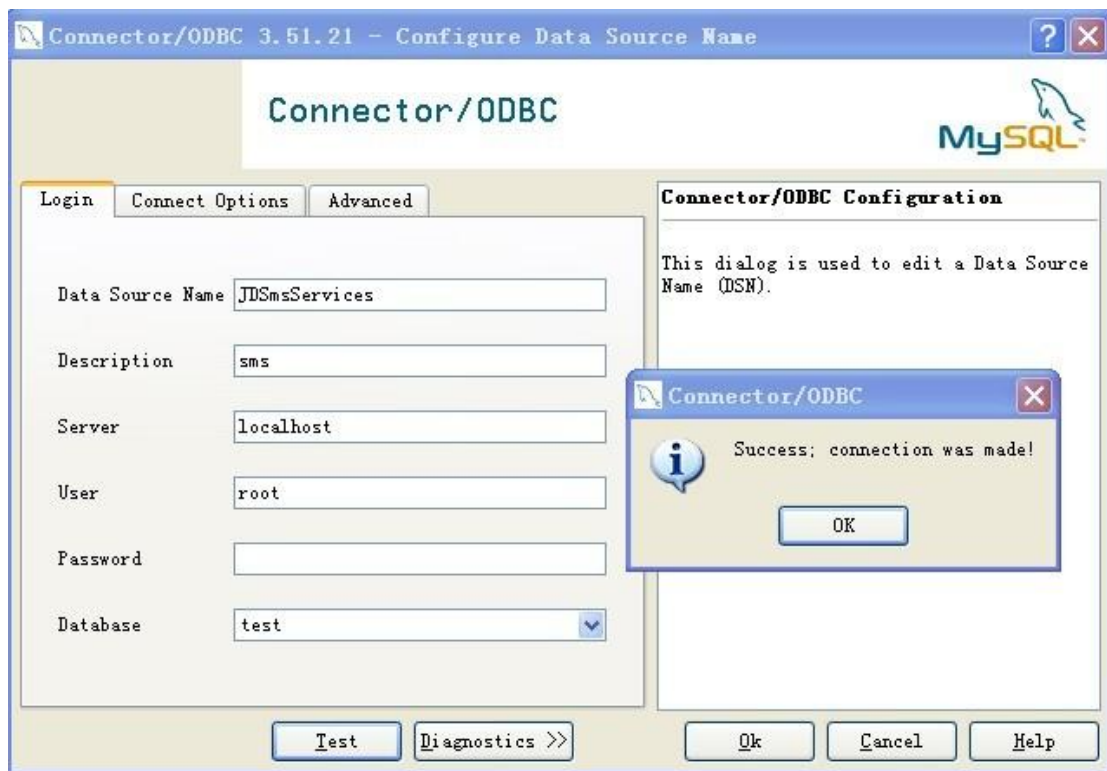 Connector/ODBC 3.51.21 - Configure Data Source Name
Connector/ODBC
MySQL
Login
Connect Options
Advanced
Data Source Name JDSmsServices
Description sms
Server localhost
User root
Password
Database test
Connector/ODBC Configuration
This dialog is used to edit a Data Source
Name (DSN).
Connector/ODBC
Success; connection was made!
OK
Test
Diagnostics >>
Ok
Cancel
Help